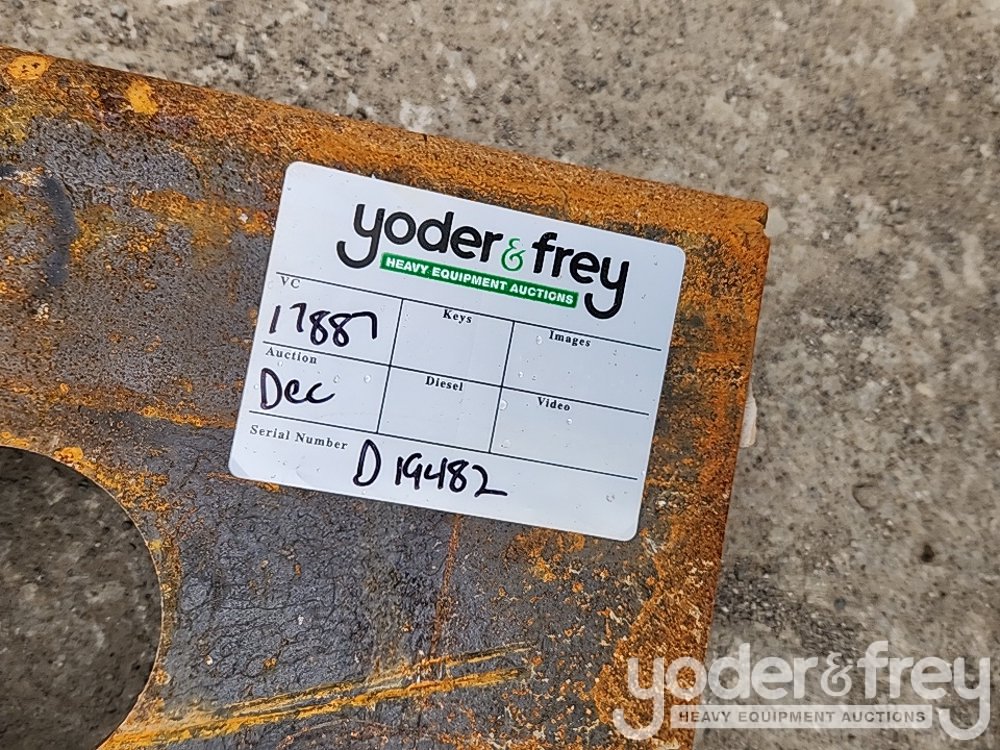 yoder & frey
HEAVY EQUIPMENT AUCTIONS
VC
17887
Keys
Images
Auction
Dec
Diesel
Video
Serial Number
D19482
yoder & frey
HEAVY EQUIPMENT AUCTIONS